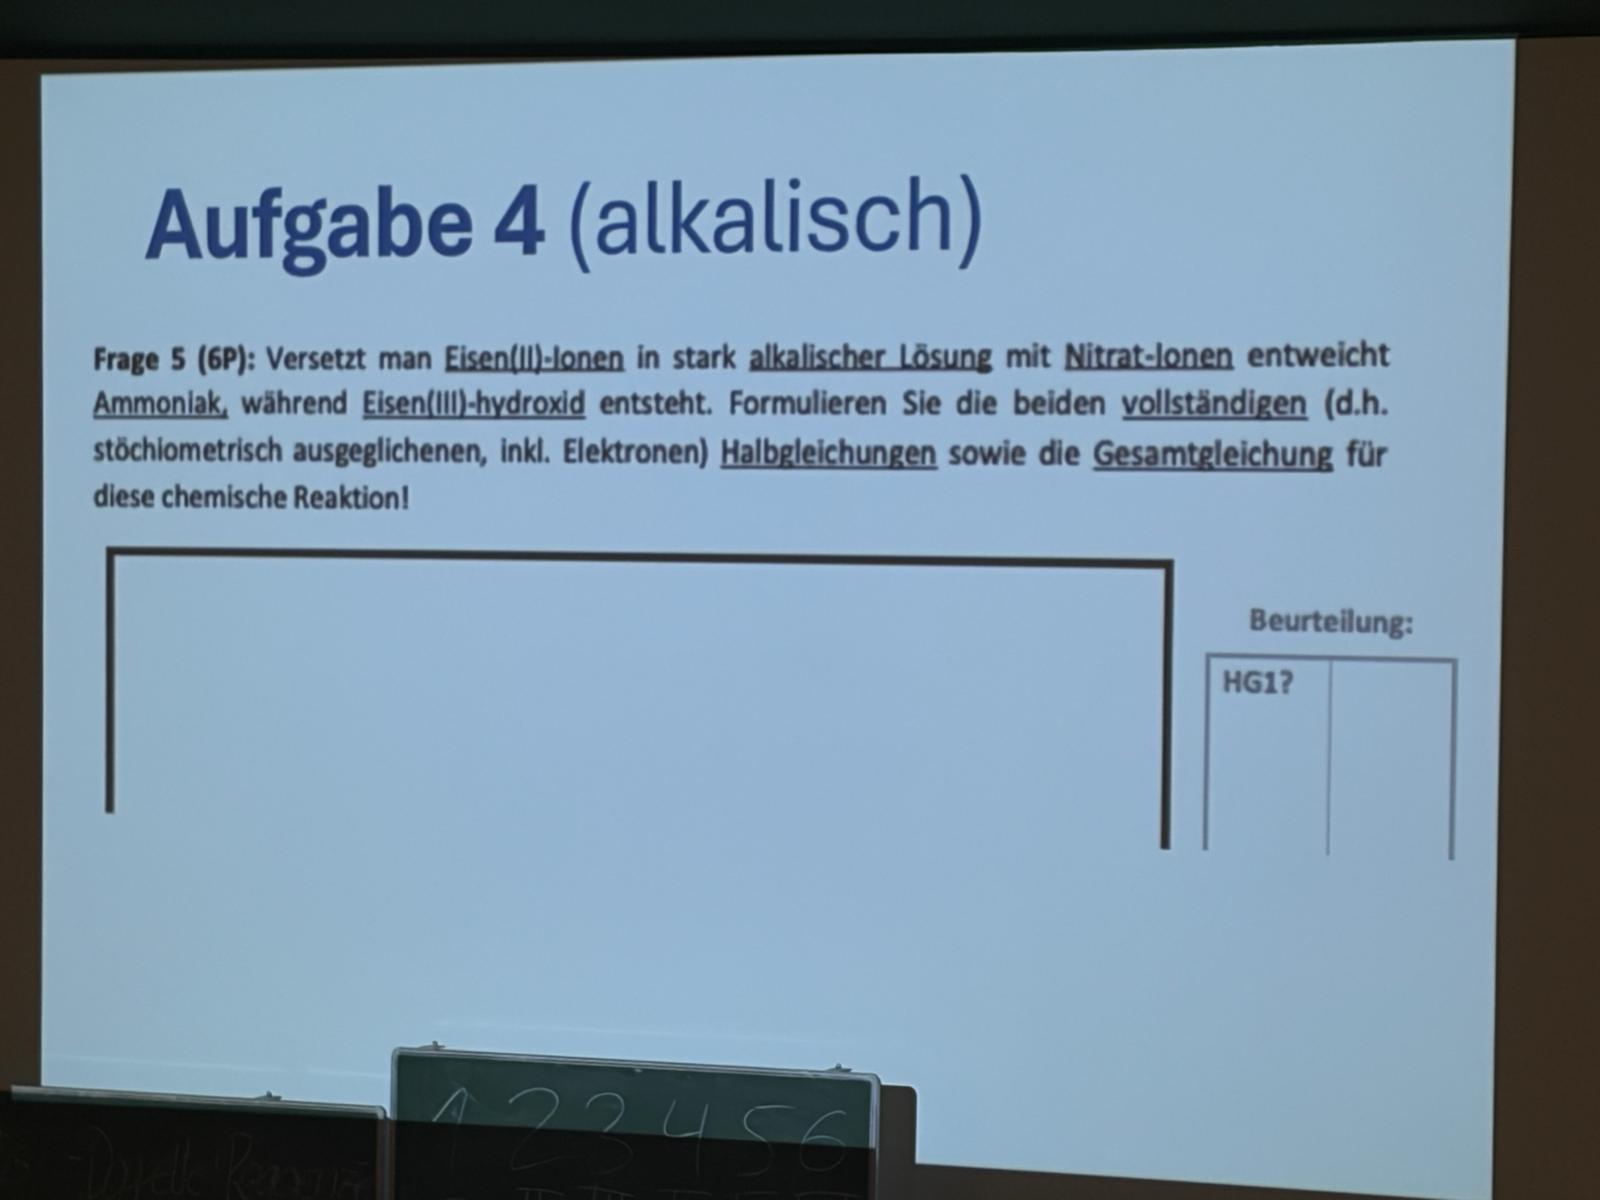 Aufgabe 4 (alkalisch)
Frage 5 (6P): Versetzt man Eisen(II)-Ionen in stark alkalischer Lösung mit Nitrat-Ionen entweicht
Ammoniak, während Eisen(III)-hydroxid entsteht. Formulieren Sie die beiden vollständigen (d.h.
stöchiometrisch ausgeglichenen, inkl. Elektronen) Halbgleichungen sowie die Gesamtgleichung für
diese chemische Reaktion!
Beurteilung:
HG1?
1 2 3 4 5 6